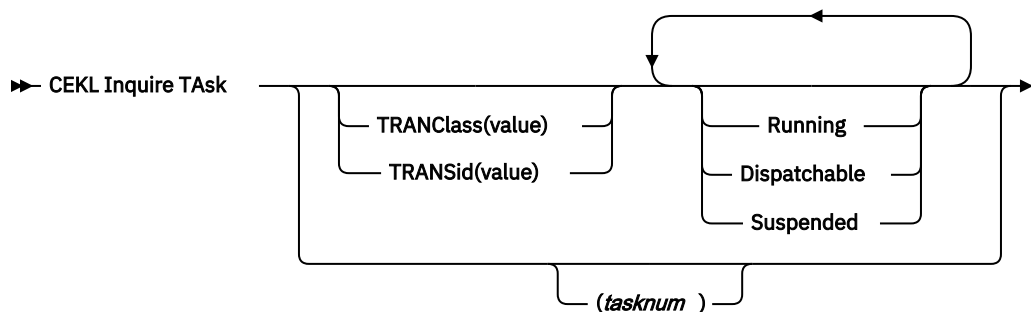 CEKL Inquire TAsk
TRANClass(value)
TRANSid(value)
Running
Dispatchable
Suspended
(tasknum )